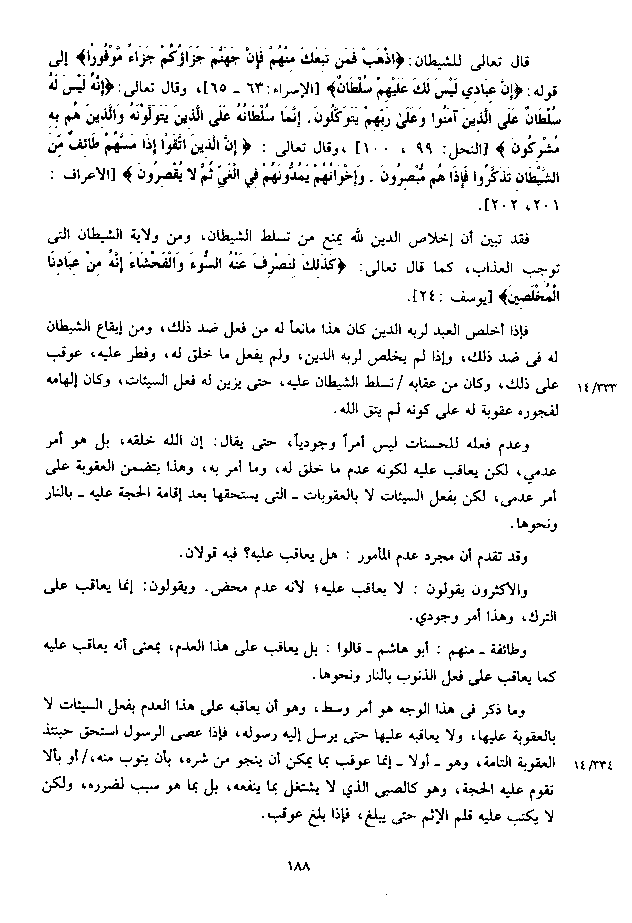 قال تعالى للشيطان: ﴿اذْهَبْ فَمَن تَبِعَكَ مِنْهُمْ فَإِنَّ جَهَنَّمَ جَزَاؤُكُمْ جَزَاءً مَّوْفُورًا﴾ إلى
قوله: ﴿إِنَّ عِبَادِي لَيْسَ لَكَ عَلَيْهِمْ سُلْطَانٌ﴾ [الإسراء: ٦٣ ـ ٦٥]، وقال تعالى: ﴿إِنَّهُ لَيْسَ لَهُ
سُلْطَانٌ عَلَى الَّذِينَ آمَنُوا وَعَلَىٰ رَبِّهِمْ يَتَوَكَّلُونَ. إِنَّمَا سُلْطَانُهُ عَلَى الَّذِينَ يَتَوَلَّوْنَهُ وَالَّذِينَ هُم بِهِ
مُشْرِكُونَ ﴾ [النحل: ٩٩ ، ١٠٠] ،وقال تعالى : ﴿ إِنَّ الَّذِينَ اتَّقَوْا إِذَا مَسَّهُمْ طَائِفٌ مِّنَ
الشَّيْطَانِ تَذَكَّرُوا فَإِذَا هُم مُّبْصِرُونَ . وَإِخْوَانُهُمْ يَمُدُّونَهُمْ فِي الْغَيِّ ثُمَّ لَا يُقْصِرُونَ ﴾ [الأعراف :
٢٠١، ٢٠٢].
فقد تبين أن إخلاص الدين لله يمنع من تسلط الشيطان، ومن ولاية الشيطان التى
توجب العذاب، كما قال تعالى: ﴿كَذَلِكَ لِنَصْرِفَ عَنْهُ السُّوءَ وَالْفَحْشَاءَ إِنَّهُ مِنْ عِبَادِنَا
الْمُخْلَصِينَ﴾ [يوسف :٢٤].
فإذا أخلص العبد لربه الدين كان هذا مانعاً له من فعل ضد ذلك، ومن إيقاع الشيطان
له فى ضد ذلك، وإذا لم يخلص لربه الدين، ولم يفعل ما خلق له، وفطر عليه، عوقب
على ذلك، وكان من عقابه /تسلط الشيطان عليه، حتى يزين له فعل السيئات، وكان إلهامه ١٤/٣٣٣
لفجوره عقوبة له على كونه لم يتق الله.
وعدم فعله للحسنات ليس أمراً وجودياً، حتى يقال: إن الله خلقه، بل هو أمر
عدمي، لكن يعاقب عليه لكونه عدم ما خلق له، وما أمر به، وهذا يتضمن العقوبة على
أمر عدمى، لكن بفعل السيئات لا بالعقوبات ـ التى يستحقها بعد إقامة الحجة عليه ـ بالنار
ونحوها.
وقد تقدم أن مجرد عدم المأمور : هل يعاقب عليه؟ فيه قولان.
والأكثرون يقولون : لا يعاقب عليه؛ لأنه عدم محض. ويقولون: إنما يعاقب على
الترك، وهذا أمر وجودي.
وطائفة ـ منهم : أبو هاشم ـ قالوا : بل يعاقب على هذا العدم، بمعنى أنه يعاقب عليه
كما يعاقب على فعل الذنوب بالنار ونحوها.
وما ذكر فى هذا الوجه هو أمر وسط، وهو أن يعاقبه على هذا العدم بفعل السيئات لا
بالعقوبة عليها، ولا يعاقبه عليها حتى يرسل إليه رسوله، فإذا عصى الرسول استحق حينئذ
العقوبة التامة، وهو ـ أولا ـ إنما عوقب بما يمكن أن ينجو من شره، بأن يتوب منه،/ أو بألا ١٤/٣٣٤
تقوم عليه الحجة، وهو كالصبى الذي لا يشتغل بما ينفعه، بل بما هو سبب لضرره، ولكن
لا يكتب عليه قلم الإثم حتى يبلغ، فإذا بلغ عوقب.
١٨٨